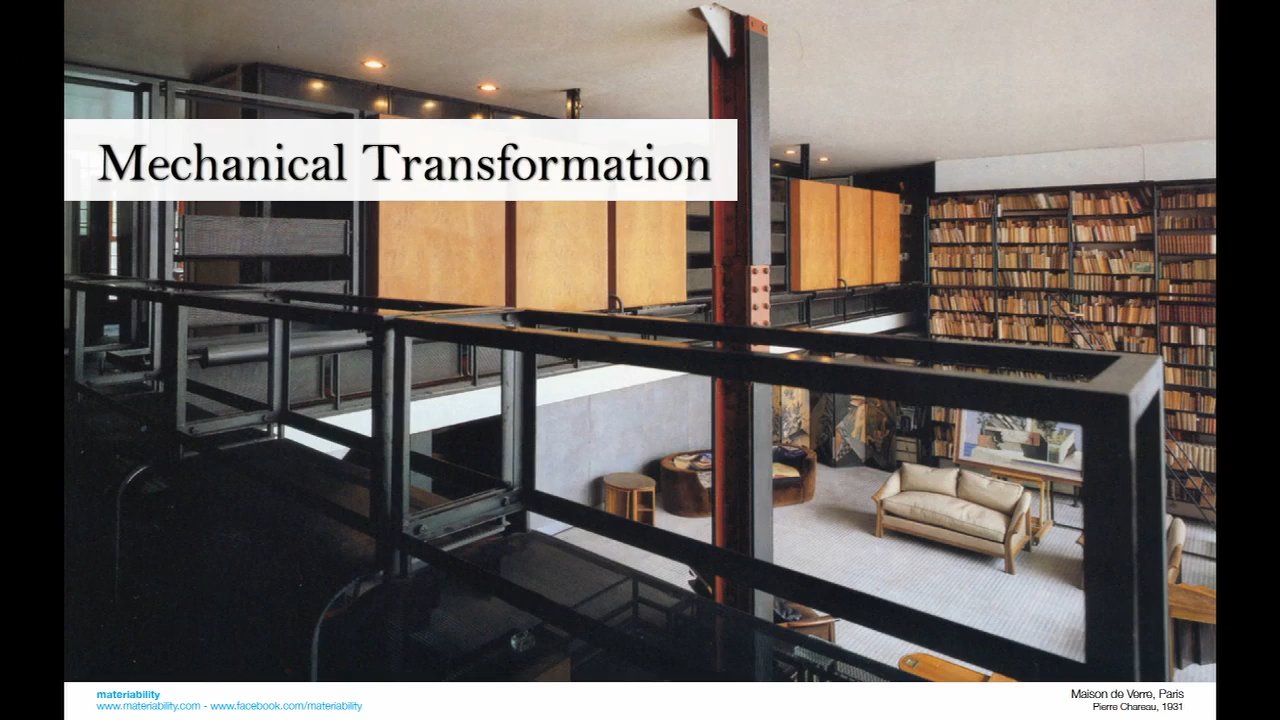 Mechanical Transformation
materiability
www.materiability.com - www.facebook.com/materiability
Maison de Verre, Paris
Pierre Chareau, 1931